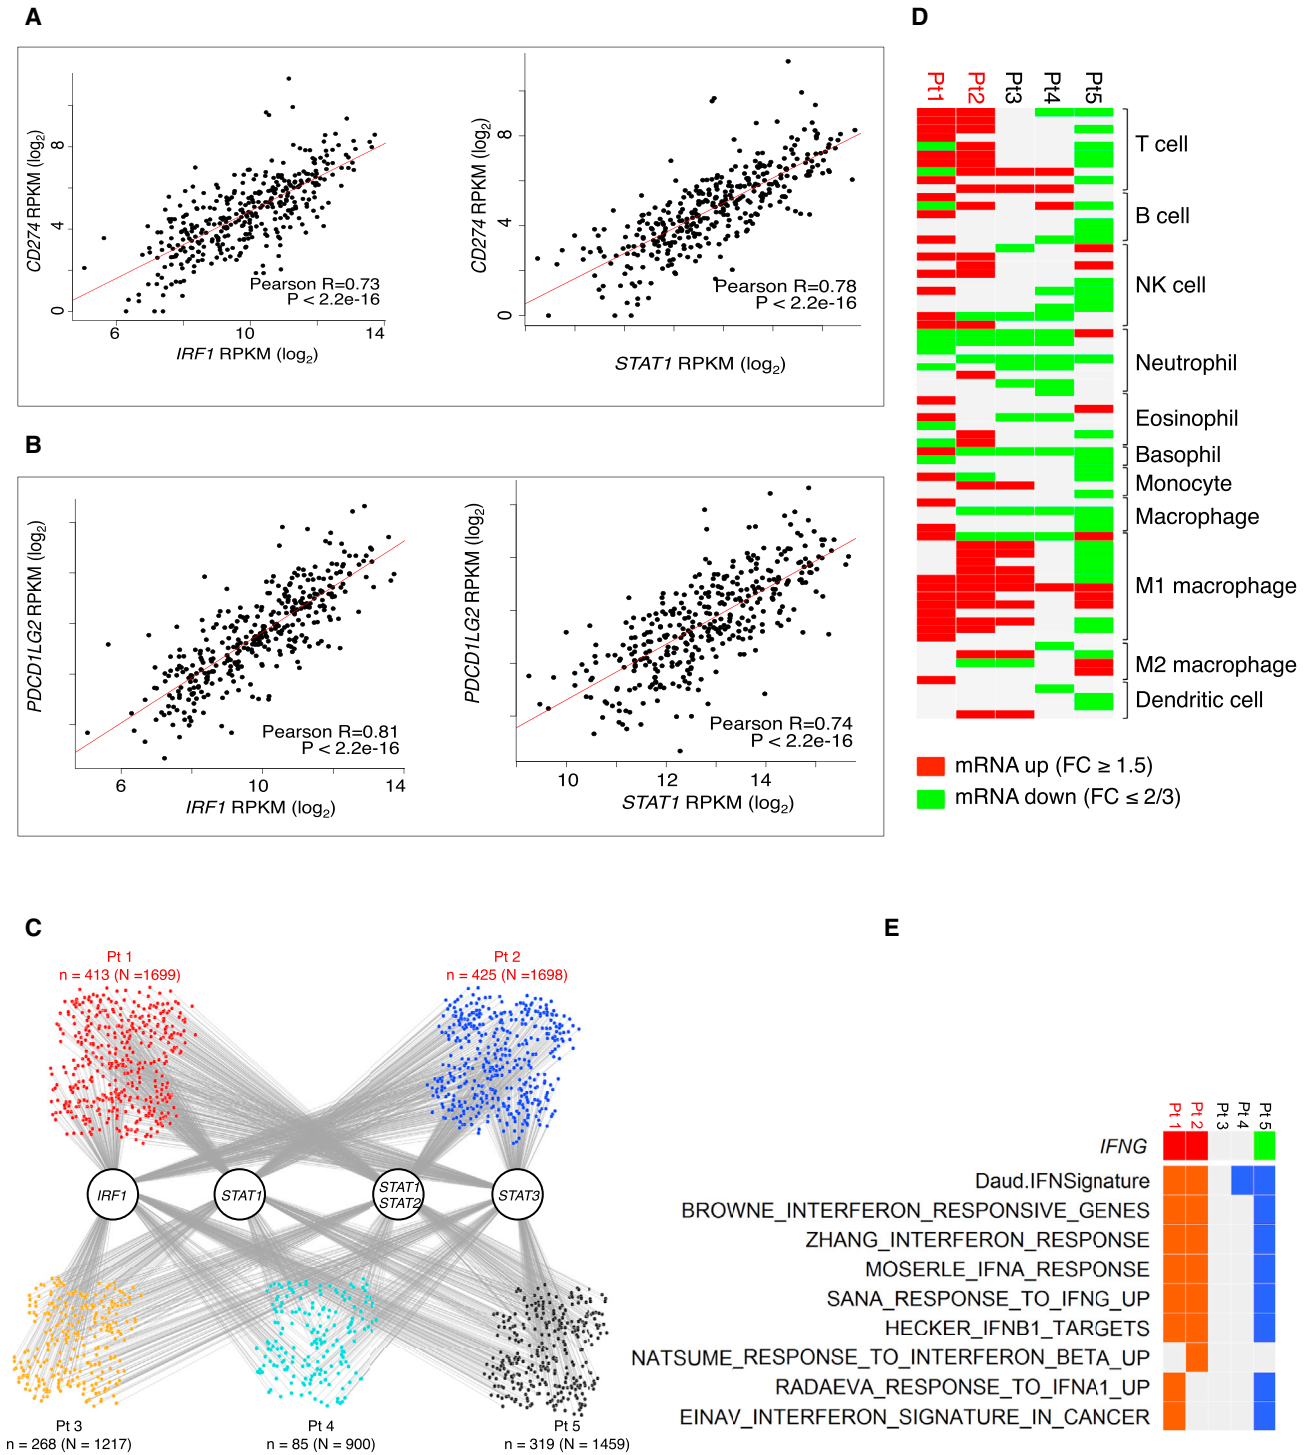 A
CD274 RPKM (log2)
8
4
0
6
10
14
IRF1 RPKM (log2)
Pearson R=0.73
P < 2.2e-16
CD274 RPKM (log2)
8
4
0
STAT1 RPKM (log2)
Pearson R=0.78
P < 2.2e-16
B
PDCD1LG2 RPKM (log2)
6
10
14
IRF1 RPKM (log2)
Pearson R=0.81
P < 2.2e-16
PDCD1LG2 RPKM (log2)
10
12
14
STAT1 RPKM (log2)
Pearson R=0.74
P < 2.2e-16
C
Pt 1
n = 413 (N =1699)
Pt 2
n = 425 (N =1698)
IRF1
STAT1
STAT1
STAT2
STAT3
Pt 3
n = 268 (N = 1217)
Pt 4
n = 85 (N = 900)
Pt 5
n = 319 (N = 1459)
D
Pt1
Pt2
Pt3
Pt4
Pt5
T cell
B cell
NK cell
Neutrophil
Eosinophil
Basophil
Monocyte
Macrophage
M1 macrophage
M2 macrophage
Dendritic cell
mRNA up (FC ≥ 1.5)
mRNA down (FC ≤ 2/3)
E
Pt 1
Pt 2
Pt 3
Pt 4
Pt 5
IFNG
Daud.IFNSignature
BROWNE_INTERFERON_RESPONSIVE_GENES
ZHANG_INTERFERON_RESPONSE
MOSERLE_IFNA_RESPONSE
SANA_RESPONSE_TO_IFNG_UP
HECKER_IFNB1_TARGETS
NATSUME_RESPONSE_TO_INTERFERON_BETA_UP
RADAEVA_RESPONSE_TO_IFNA1_UP
EINAV_INTERFERON_SIGNATURE_IN_CANCER